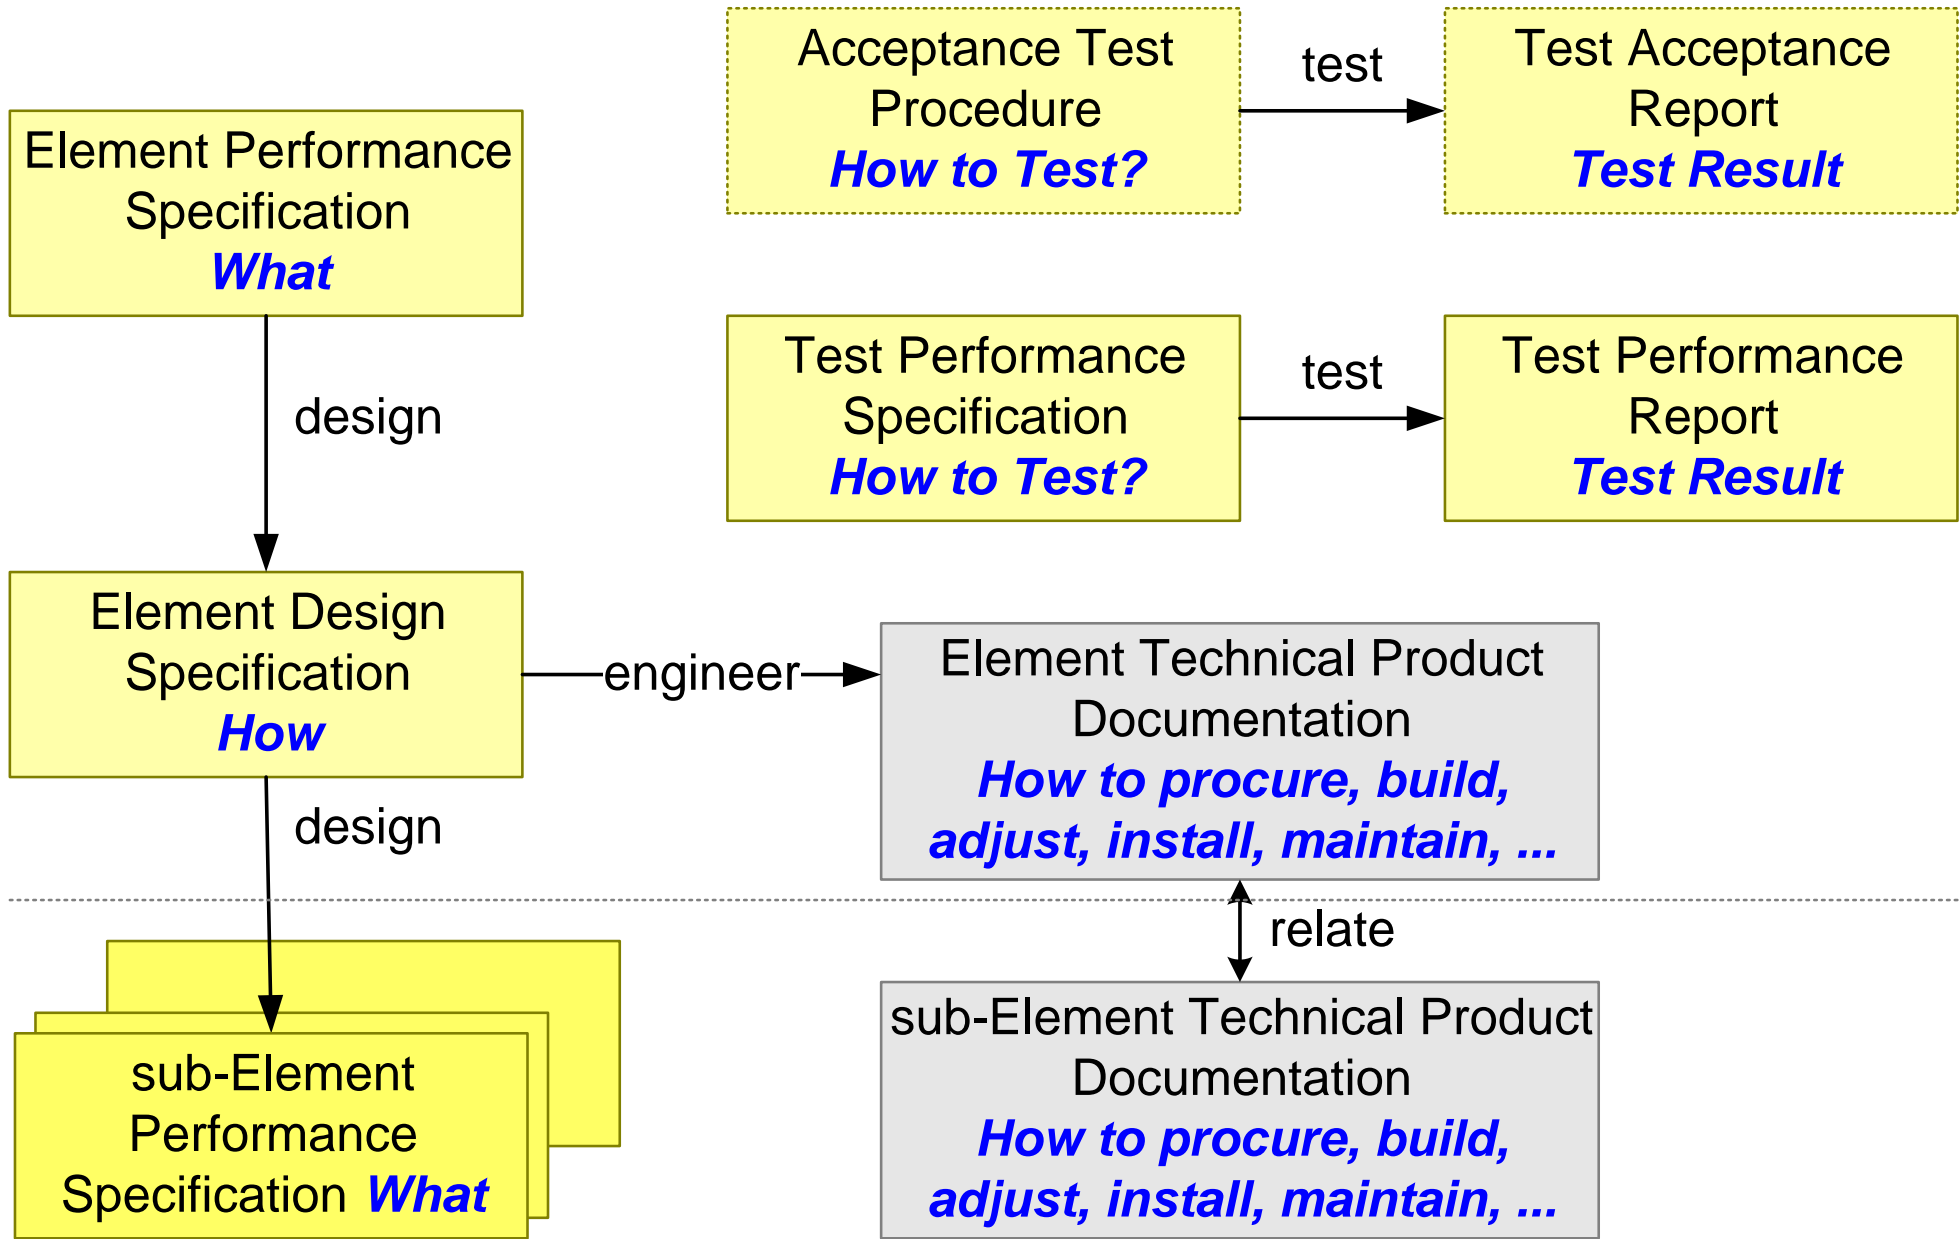 Acceptance Test
Procedure
How to Test?
test
Test Acceptance
Report
Test Result
Element Performance
Specification
What
Test Performance
Specification
How to Test?
test
Test Performance
Report
Test Result
design
Element Design
Specification
How
engineer
Element Technical Product
Documentation
How to procure, build,
adjust, install, maintain, ...
design
relate
sub-Element
Performance
Specification What
sub-Element Technical Product
Documentation
How to procure, build,
adjust, install, maintain, ...